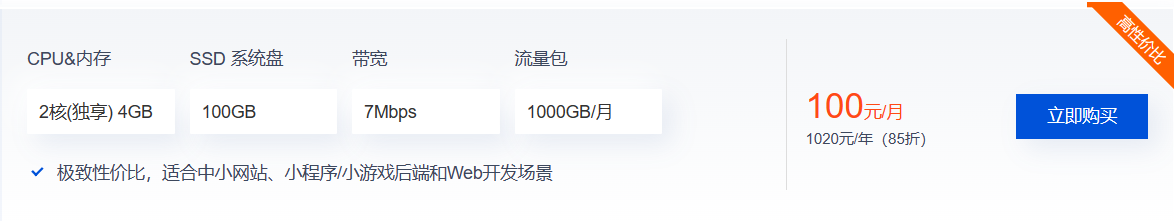 高性价比
CPU&内存
SSD 系统盘
带宽
流量包
2核(独享) 4GB
100GB
7Mbps
1000GB/月
100元/月
1020元/年（85折）
立即购买
极致性价比，适合中小网站、小程序/小游戏后端和Web开发场景